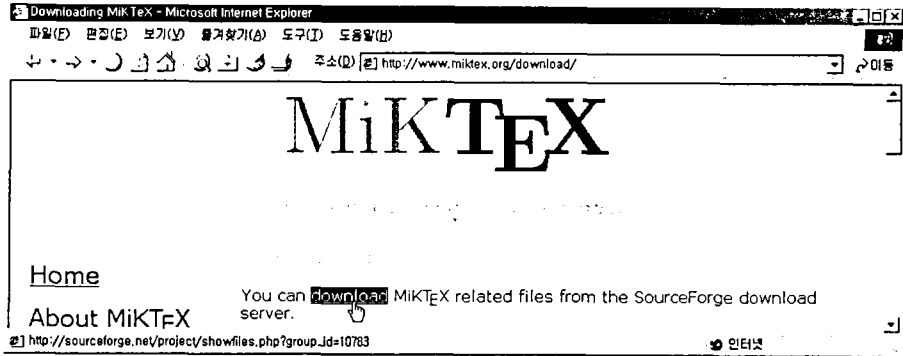 Downloading MiKTeX - Microsoft Internet Explorer
파일(F) 편집(E) 보기(V) 즐겨찾기(A) 도구(T) 도움말(H)
주소(D) http://www.miktex.org/download/ 이동
MiKTEX
Home
You can download MiKTEX related files from the SourceForge download
server.
About MiKTEX
http://sourceforge.net/project/showfiles.php?group_id=10783 인터넷